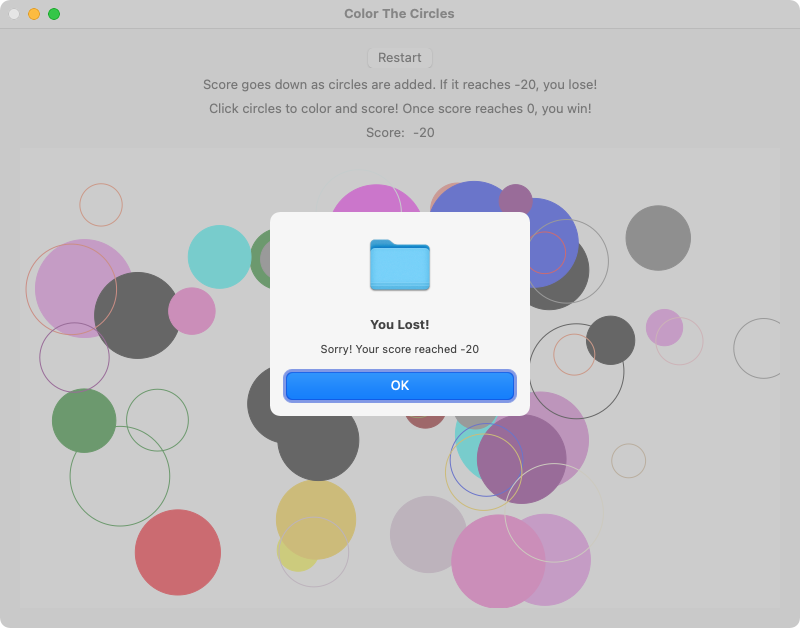 Color The Circles
Restart
Score goes down as circles are added. If it reaches -20, you lose!
Click circles to color and score! Once score reaches 0, you win!
Score: -20
You Lost!
Sorry! Your score reached -20
OK